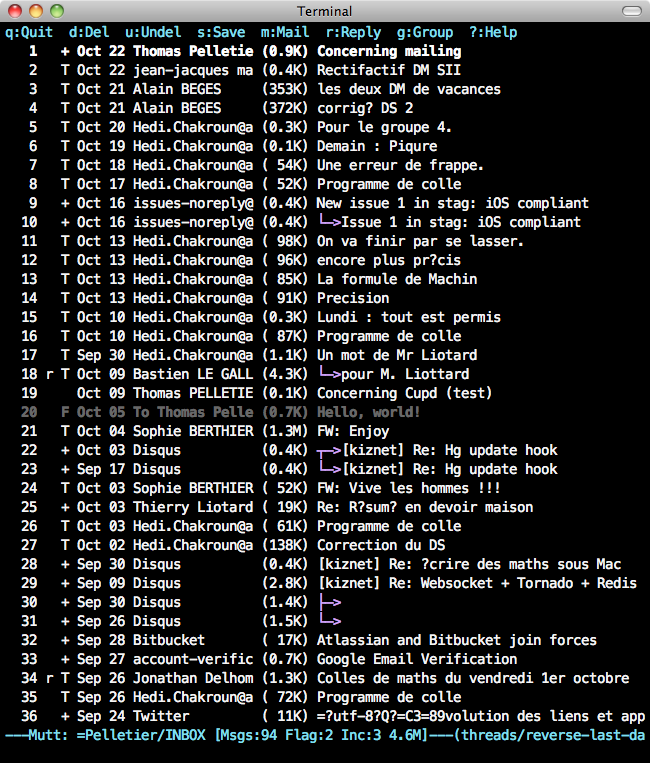 Terminal
q:Quit  d:Del  u:Undel  s:Save  m:Mail  r:Reply  g:Group  ?:Help
1   + Oct 22 Thomas Pelletie (0.9K) Concerning mailing
2   T Oct 22 jean-jacques ma (0.4K) Rectifactif DM SII
3   T Oct 21 Alain BEGES     (353K) les deux DM de vacances
4   T Oct 21 Alain BEGES     (372K) corrig? DS 2
5   T Oct 20 Hedi.Chakroun@a (0.3K) Pour le groupe 4.
6   T Oct 19 Hedi.Chakroun@a (0.1K) Demain : Piqure
7   T Oct 18 Hedi.Chakroun@a ( 54K) Une erreur de frappe.
8   T Oct 17 Hedi.Chakroun@a ( 52K) Programme de colle
9   + Oct 16 issues-noreply@ (0.4K) New issue 1 in stag: iOS compliant
10   + Oct 16 issues-noreply@ (0.4K) └─>Issue 1 in stag: iOS compliant
11   T Oct 13 Hedi.Chakroun@a ( 98K) On va finir par se lasser.
12   T Oct 13 Hedi.Chakroun@a ( 96K) encore plus pr?cis
13   T Oct 13 Hedi.Chakroun@a ( 85K) La formule de Machin
14   T Oct 13 Hedi.Chakroun@a ( 91K) Precision
15   T Oct 10 Hedi.Chakroun@a (0.3K) Lundi : tout est permis
16   T Oct 10 Hedi.Chakroun@a ( 87K) Programme de colle
17   T Sep 30 Hedi.Chakroun@a (1.1K) Un mot de Mr Liotard
18 r T Oct 09 Bastien LE GALL (4.3K) └─>pour M. Liottard
19     Oct 09 Thomas PELLETIE (0.1K) Concerning Cupd (test)
20   F Oct 05 To Thomas Pelle (0.7K) Hello, world!
21   T Oct 04 Sophie BERTHIER (1.3M) FW: Enjoy
22   + Oct 03 Disqus          (0.4K) ┬─>[kiznet] Re: Hg update hook
23   + Sep 17 Disqus          (0.4K) └─>[kiznet] Re: Hg update hook
24   T Oct 03 Sophie BERTHIER ( 52K) FW: Vive les hommes !!!
25   + Oct 03 Thierry Liotard ( 19K) Re: R?sum? en devoir maison
26   T Oct 03 Hedi.Chakroun@a ( 61K) Programme de colle
27   T Oct 02 Hedi.Chakroun@a (138K) Correction du DS
28   + Sep 30 Disqus          (0.4K) [kiznet] Re: ?crire des maths sous Mac
29   + Sep 09 Disqus          (2.8K) [kiznet] Re: Websocket + Tornado + Redis
30   + Sep 30 Disqus          (1.4K) ├─>
31   + Sep 26 Disqus          (1.5K) └─>
32   + Sep 28 Bitbucket       ( 17K) Atlassian and Bitbucket join forces
33   + Sep 27 account-verific (0.7K) Google Email Verification
34 r T Sep 26 Jonathan Delhom (1.3K) Colles de maths du vendredi 1er octobre
35   T Sep 26 Hedi.Chakroun@a ( 72K) Programme de colle
36   + Sep 24 Twitter         ( 11K) =?utf-8?Q?=C3=89volution des liens et app
---Mutt: =Pelletier/INBOX [Msgs:94 Flag:2 Inc:3 4.6M]---(threads/reverse-last-da